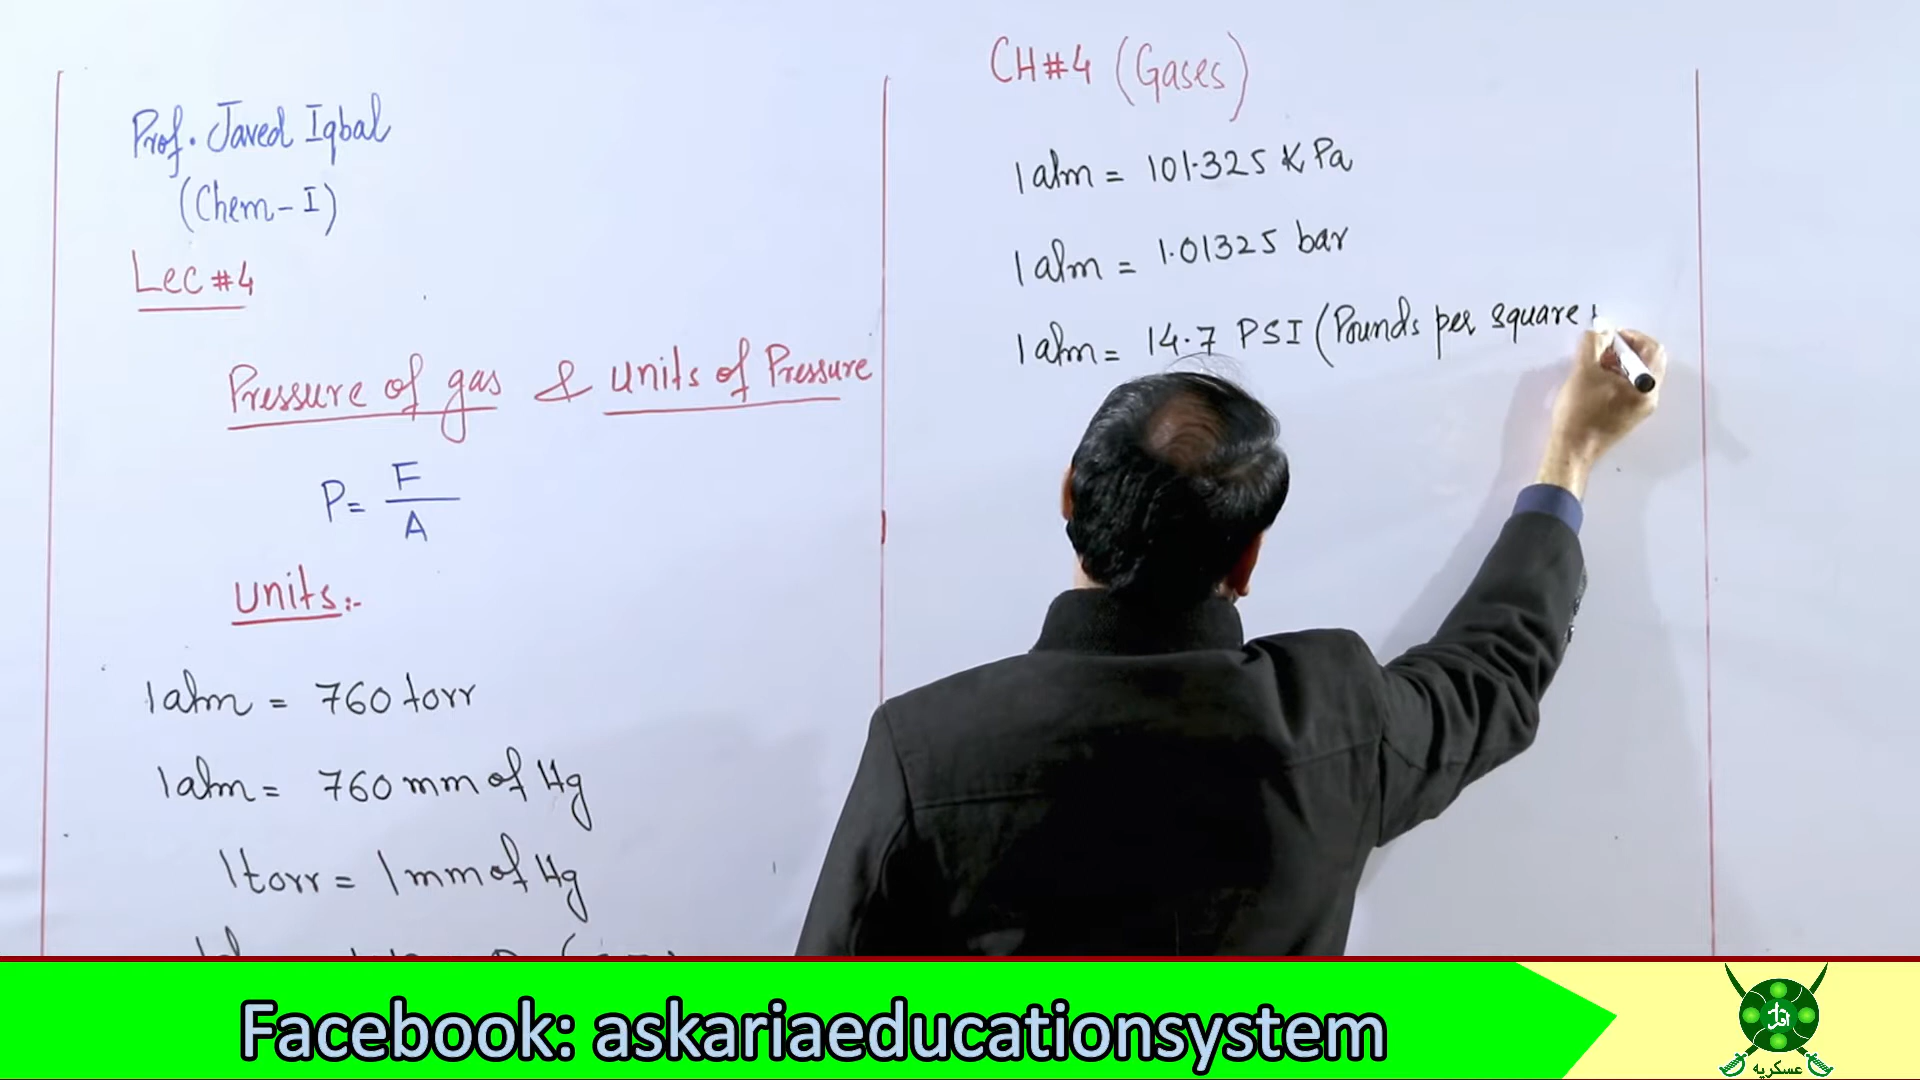 Prof. Javed Iqbal
(Chem-I)
Lec #4
Pressure of gas & units of Pressure
P = F/A
units:-
1 atm = 760 torr
1 atm = 760 mm of Hg
1 torr = 1 mm of Hg
CH#4 (Gases)
1 atm = 101.325 KPa
1 atm = 1.01325 bar
1 atm = 14.7 PSI (Pounds per square
Facebook: askariaeducationsystem
اقرأ
عسکریہ